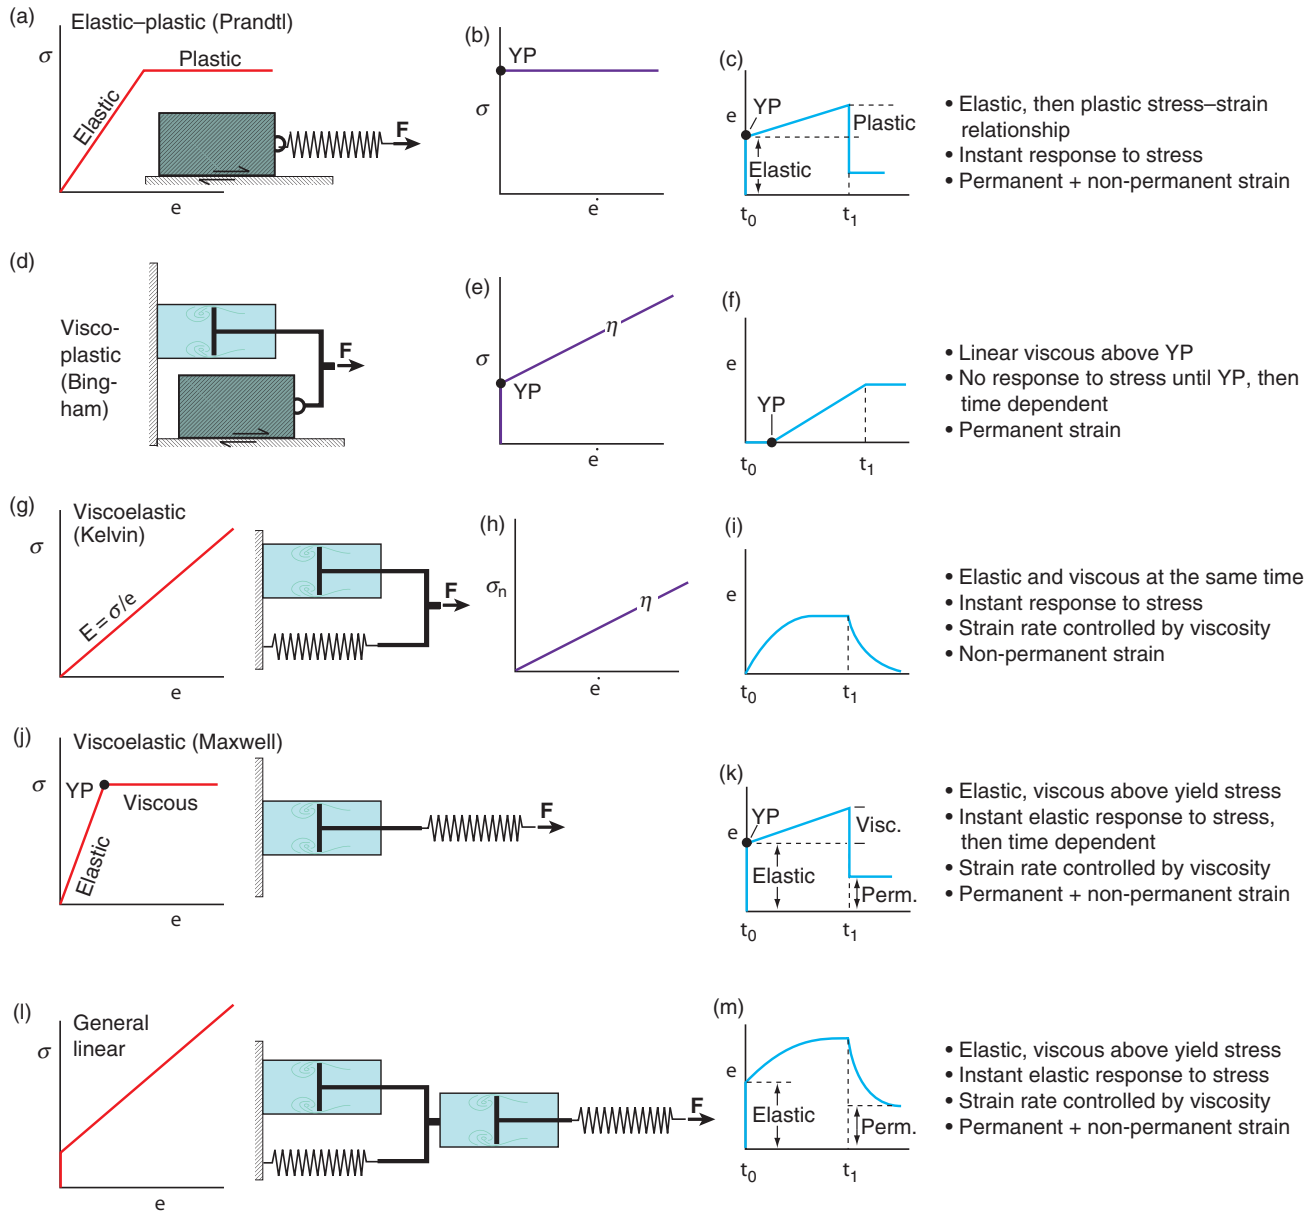 (a)
Elastic–plastic (Prandtl)
σ
Plastic
Elastic
F
e
(b)
YP
σ
ė
(c)
YP
e
Plastic
Elastic
t0
t1
• Elastic, then plastic stress–strain
relationship
• Instant response to stress
• Permanent + non-permanent strain
(d)
Visco-
plastic
(Bing-
ham)
F
(e)
η
σ
YP
ė
(f)
e
YP
t0
t1
• Linear viscous above YP
• No response to stress until YP, then
time dependent
• Permanent strain
(g)
Viscoelastic
(Kelvin)
σ
E = σ/e
e
F
(h)
σn
η
ė
(i)
e
t0
t1
• Elastic and viscous at the same time
• Instant response to stress
• Strain rate controlled by viscosity
• Non-permanent strain
(j)
Viscoelastic (Maxwell)
σ
YP
Viscous
Elastic
e
F
(k)
YP
e
Visc.
Elastic
Perm.
t0
t1
• Elastic, viscous above yield stress
• Instant elastic response to stress,
then time dependent
• Strain rate controlled by viscosity
• Permanent + non-permanent strain
(l)
General
linear
σ
e
F
(m)
e
Elastic
Perm.
t0
t1
• Elastic, viscous above yield stress
• Instant elastic response to stress
• Strain rate controlled by viscosity
• Permanent + non-permanent strain